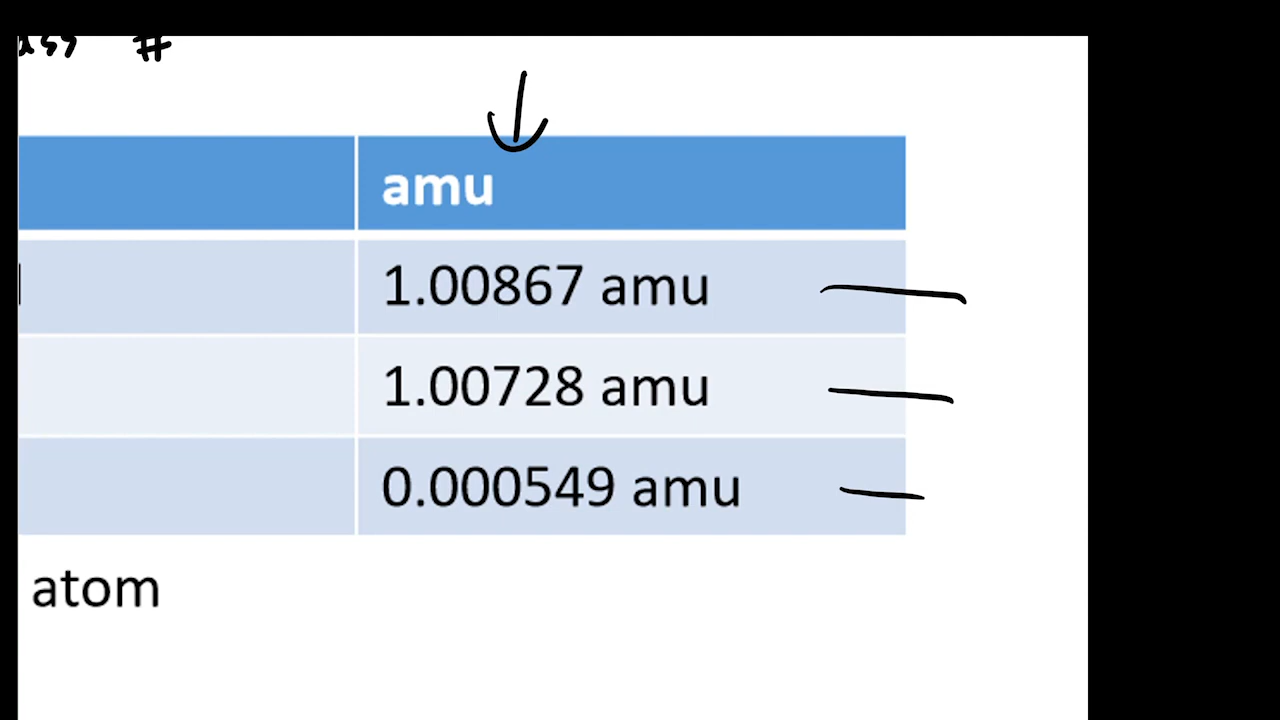 #
amu
1.00867 amu
1.00728 amu
0.000549 amu
atom